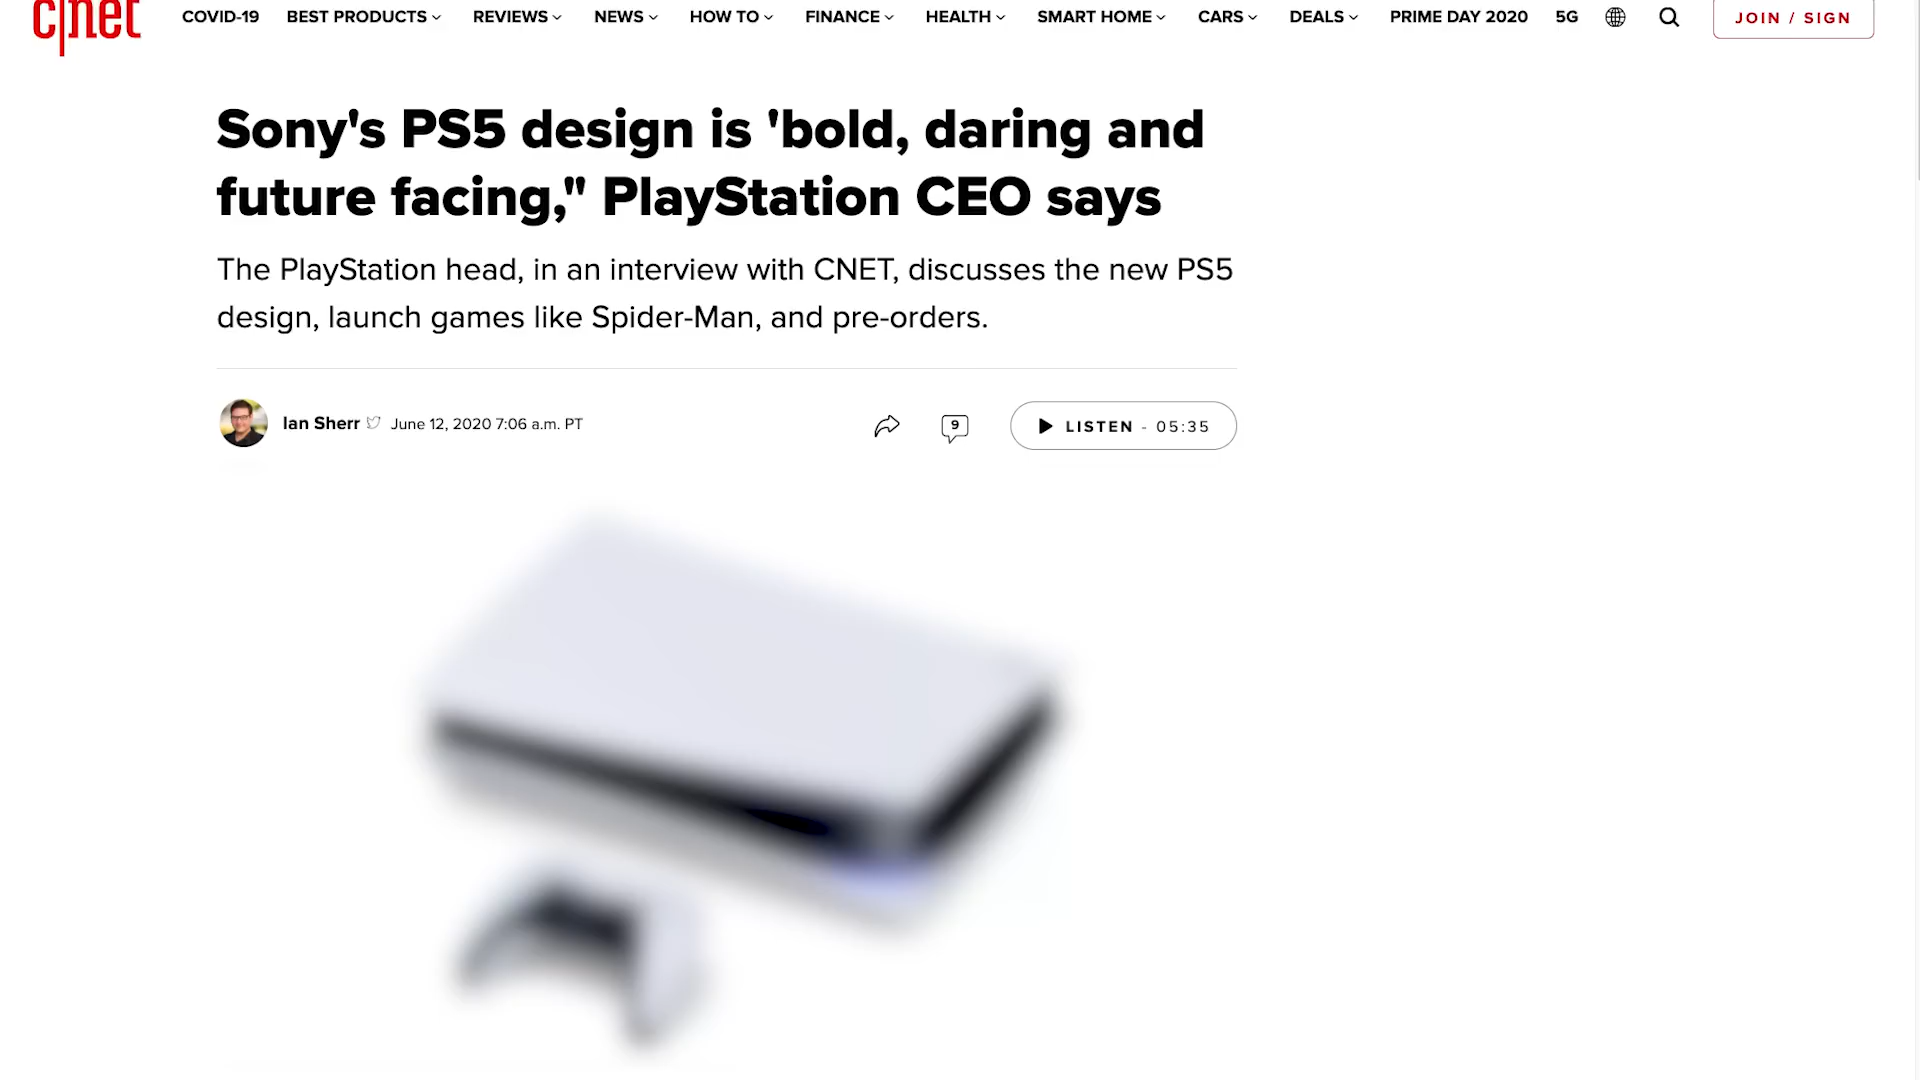 c|net COVID-19 BEST PRODUCTS REVIEWS NEWS HOW TO FINANCE HEALTH SMART HOME CARS DEALS PRIME DAY 2020 5G JOIN / SIGN
Sony's PS5 design is 'bold, daring and
future facing," PlayStation CEO says
The PlayStation head, in an interview with CNET, discusses the new PS5
design, launch games like Spider-Man, and pre-orders.
Ian Sherr June 12, 2020 7:06 a.m. PT 9 LISTEN - 05:35